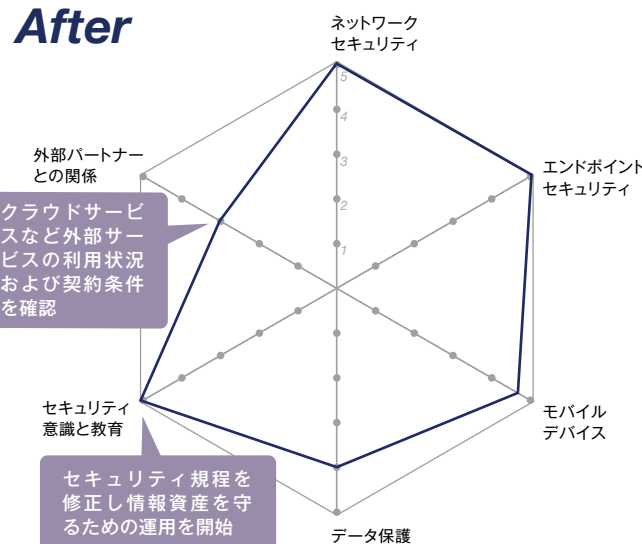 After
ネットワーク
セキュリティ
5
4
3
2
1
エンドポイント
セキュリティ
モバイル
デバイス
データ保護
セキュリティ
意識と教育
セキュリティ規程を
修正し情報資産を守
るための運用を開始
外部パートナー
との関係
クラウドサービ
スなど外部サー
ビスの利用状況
および契約条件
を確認